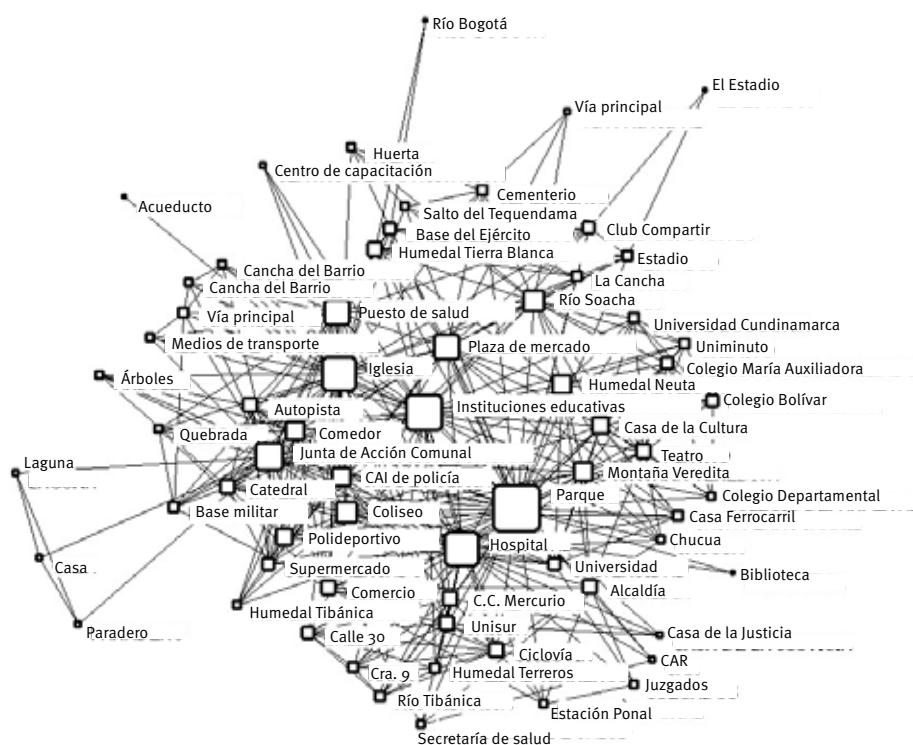 Río Bogotá
El Estadio
Vía principal
Huerta
Centro de capacitación
Cementerio
Acueducto
Salto del Tequendama
Base del Ejército
Club Compartir
Humedal Tierra Blanca
Estadio
Cancha del Barrio
La Cancha
Cancha del Barrio
Río Soacha
Vía principal
Puesto de salud
Universidad Cundinamarca
Medios de transporte
Plaza de mercado
Uniminuto
Iglesia
Colegio María Auxiliadora
Árboles
Humedal Neuta
Autopista
Instituciones educativas
Colegio Bolívar
Quebrada
Comedor
Casa de la Cultura
Junta de Acción Comunal
Teatro
Laguna
CAI de policía
Montaña Veredita
Catedral
Parque
Colegio Departamental
Base militar
Coliseo
Casa Ferrocarril
Polideportivo
Hospital
Chucua
Casa
Supermercado
Universidad
Biblioteca
Comercio
Alcaldía
Humedal Tibánica
C.C. Mercurio
Paradero
Calle 30
Unisur
Casa de la Justicia
Ciclovía
CAR
Cra. 9
Humedal Terreros
Juzgados
Río Tibánica
Estación Ponal
Secretaría de salud